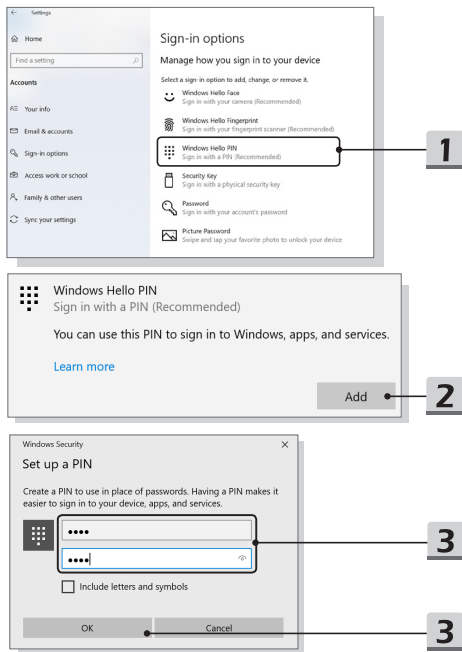 Settings
Home
Find a setting
Accounts
Your info
Email & accounts
Sign-in options
Access work or school
Family & other users
Sync your settings
Sign-in options
Manage how you sign in to your device
Select a sign-in option to add, change, or remove it.
Windows Hello Face
Sign in with your camera (Recommended)
Windows Hello Fingerprint
Sign in with your fingerprint scanner (Recommended)
Windows Hello PIN
Sign in with a PIN (Recommended)
Security Key
Sign in with a physical security key
Password
Sign in with your account's password
Picture Password
Swipe and tap your favorite photo to unlock your device
1
Windows Hello PIN
Sign in with a PIN (Recommended)
You can use this PIN to sign in to Windows, apps, and services.
Learn more
Add
2
Windows Security
Set up a PIN
Create a PIN to use in place of passwords. Having a PIN makes it
easier to sign in to your device, apps, and services.
••••
••••
3
Include letters and symbols
OK
Cancel
3